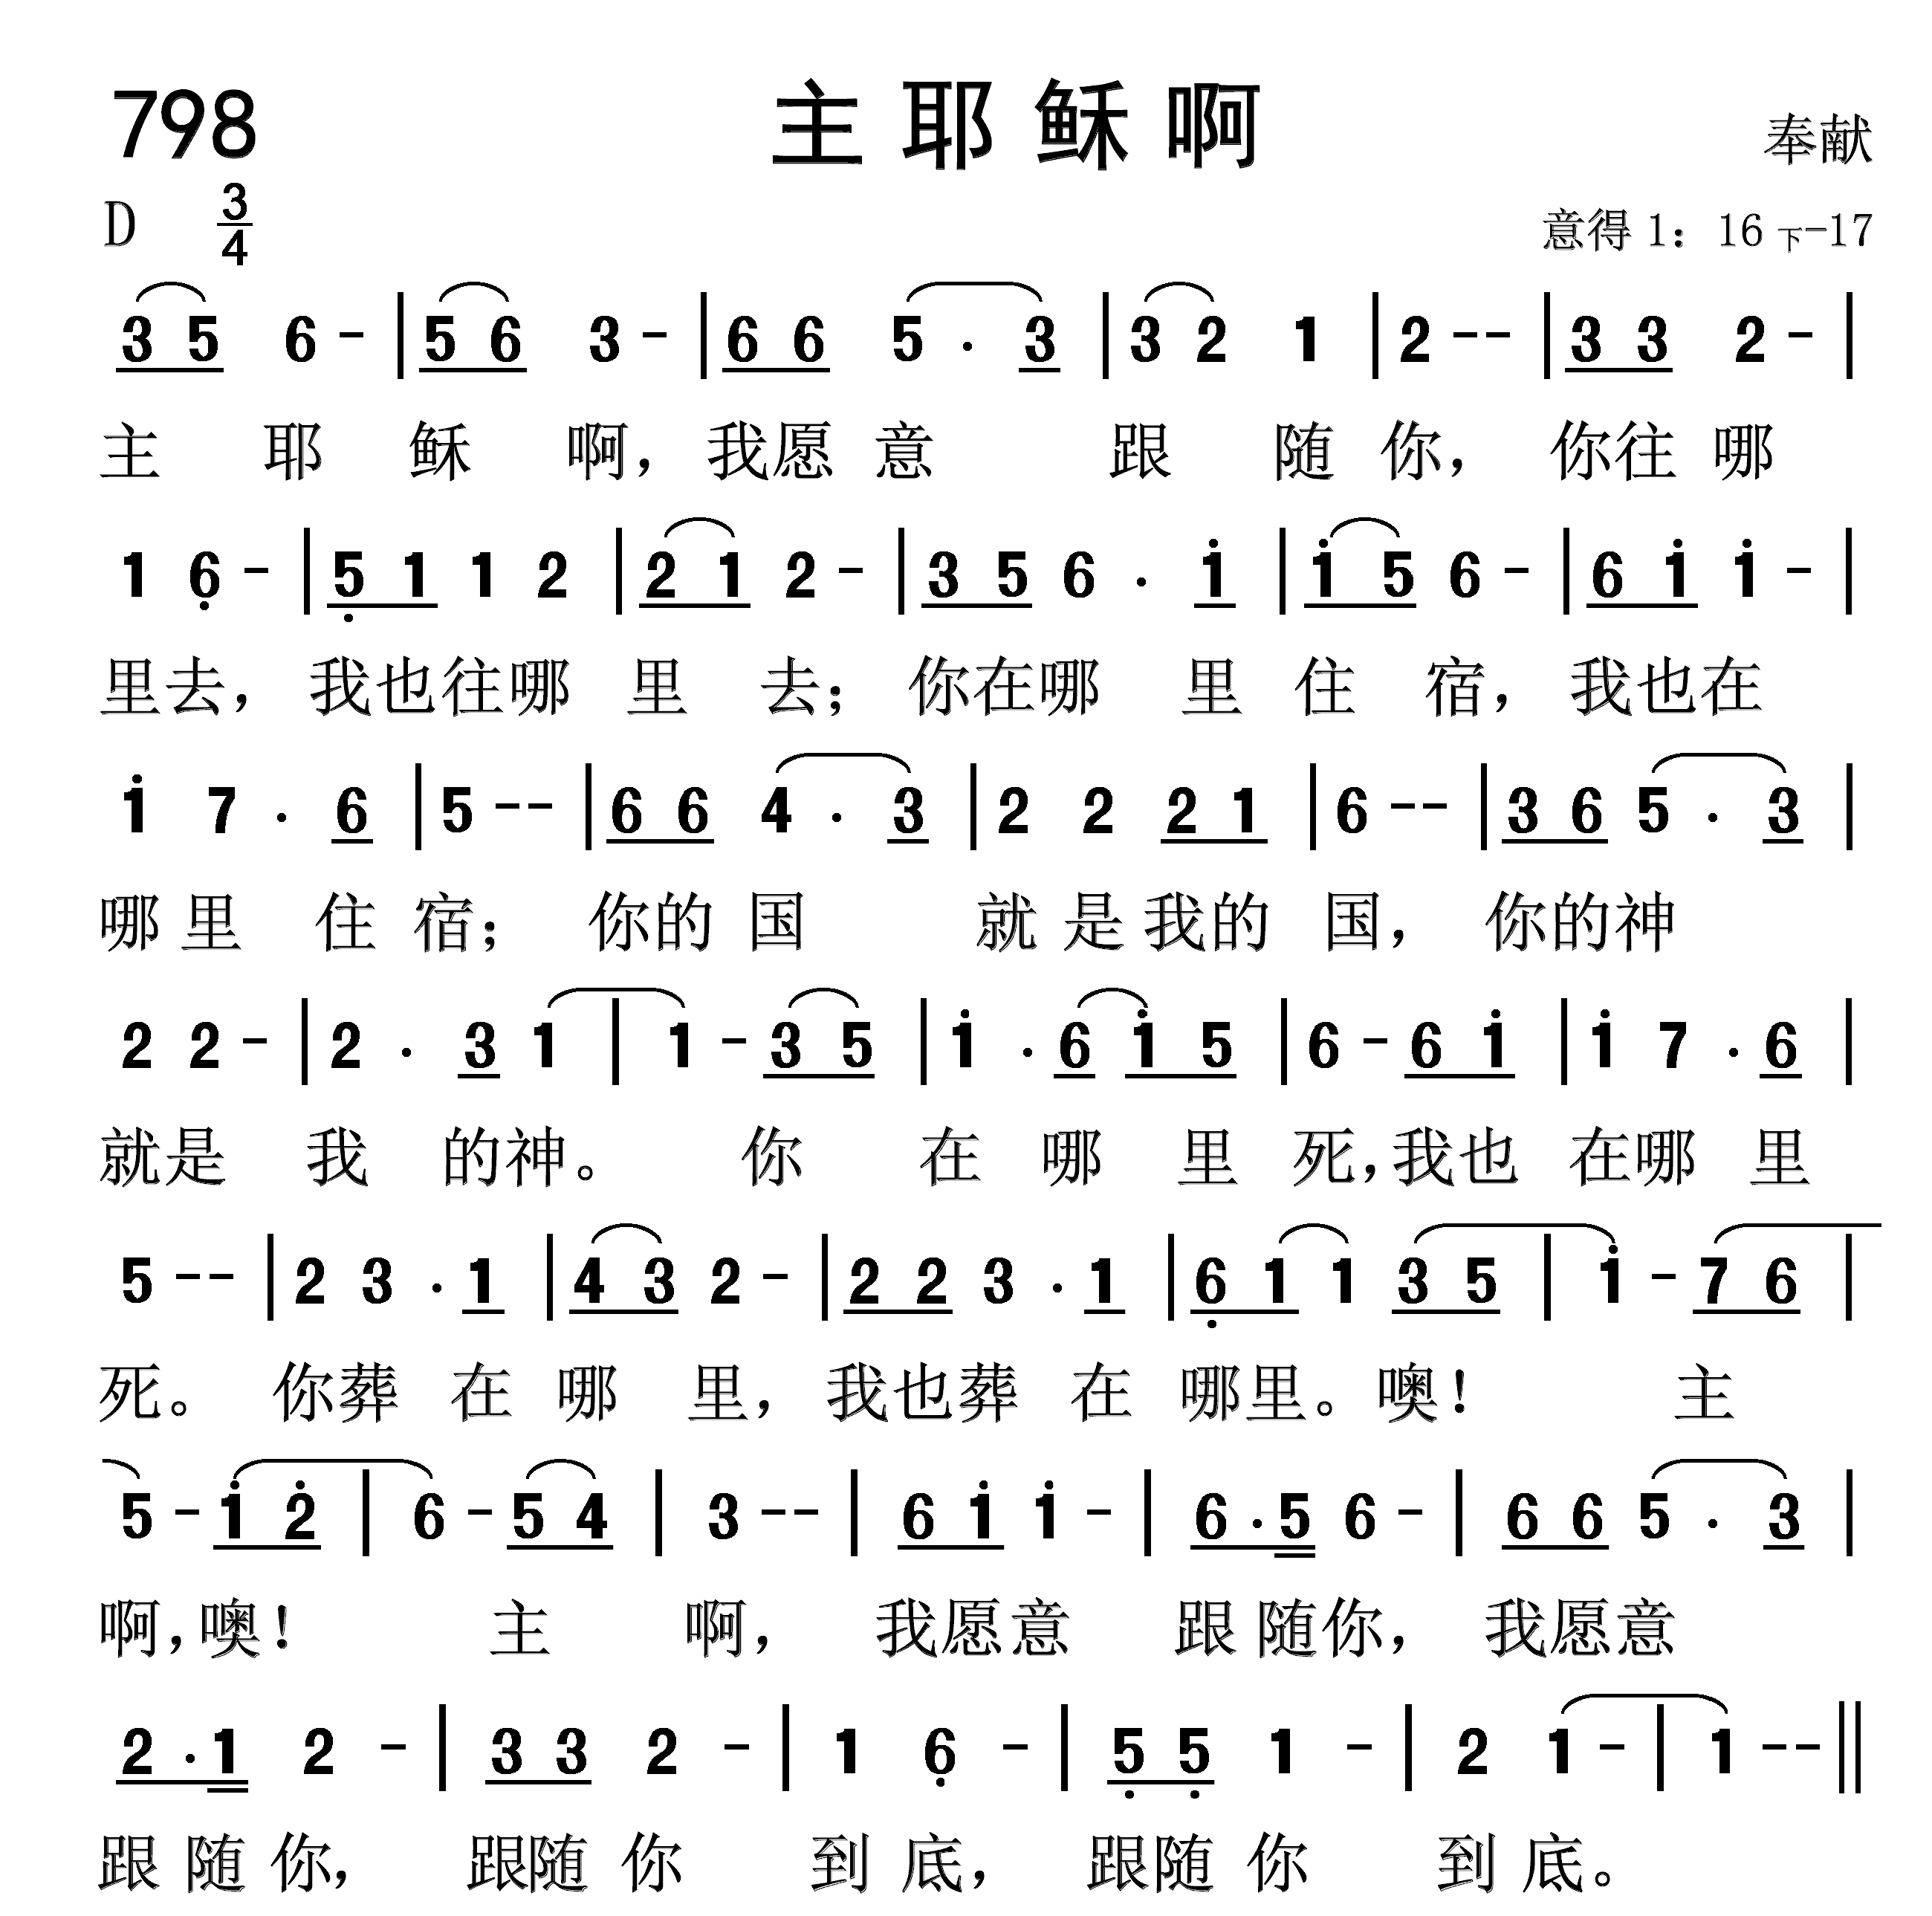 798 主耶稣啊 奉献
D 3/4 意得 1：16 下-17
3 5 6 - | 5 6 3 - | 6 6 5 · 3 | 3 2 1 | 2 - - | 3 3 2 - |
主 耶 稣 啊，我愿 意 跟 随 你， 你往 哪
1 6̣ - | 5̣ 1 1 2 | 2 1 2 - | 3 5 6 · i | i 5 6 - | 6 i i - |
里去， 我也往哪 里 去； 你在哪 里 住 宿， 我也在
i 7 · 6 | 5 - - | 6 6 4 · 3 | 2 2 2 1 | 6 - - | 3 6 5 · 3 |
哪 里 住 宿； 你的 国 就 是 我的 国， 你的神
2 2 - | 2 · 3 1 | 1 - 3 5 | i · 6 i 5 | 6 - 6 i | i 7 · 6 |
就是 我 的神。 你 在 哪 里 死，我也 在哪 里
5 - - | 2 3 · 1 | 4 3 2 - | 2 2 3 · 1 | 6̣ 1 1 3 5 | i - 7 6 |
死。 你葬 在 哪 里，我也葬 在 哪里。噢！ 主
5 - i 2̇ | 6 - 5 4 | 3 - - | 6 i i - | 6 · 5 6 - | 6 6 5 · 3 |
啊，噢！ 主 啊， 我愿意 跟 随你， 我愿意
2 · 1 2 - | 3 3 2 - | 1 6̣ - | 5̣ 5̣ 1 - | 2 1 - | 1 - - ‖
跟 随 你， 跟随 你 到 底， 跟随 你 到 底。